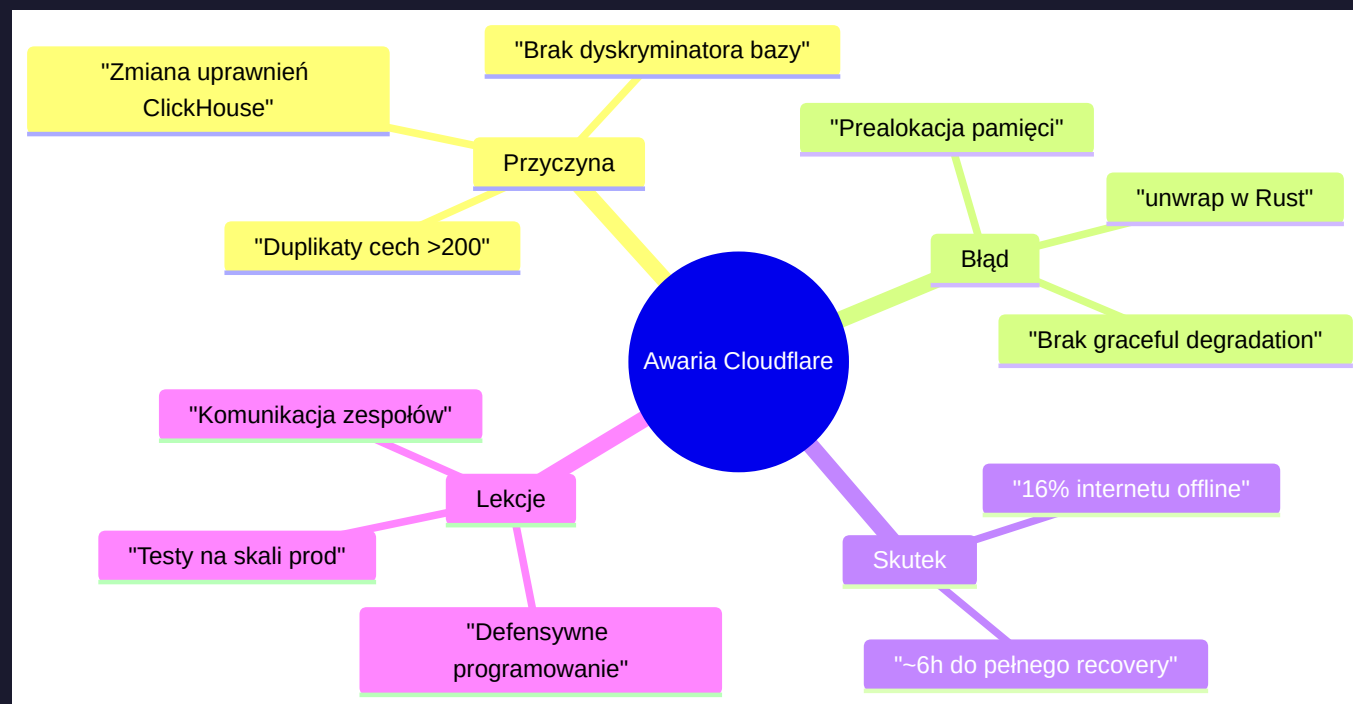 "Zmiana uprawnień
ClickHouse"
"Brak dyskryminatora bazy"
Przyczyna
"Duplikaty cech >200"
"Prealokacja pamięci"
"unwrap w Rust"
Błąd
"Brak graceful degradation"
Awaria Cloudflare
"Komunikacja zespołów"
Lekcje
"Testy na skali prod"
"Defensywne
programowanie"
"16% internetu offline"
Skutek
"~6h do pełnego recovery"